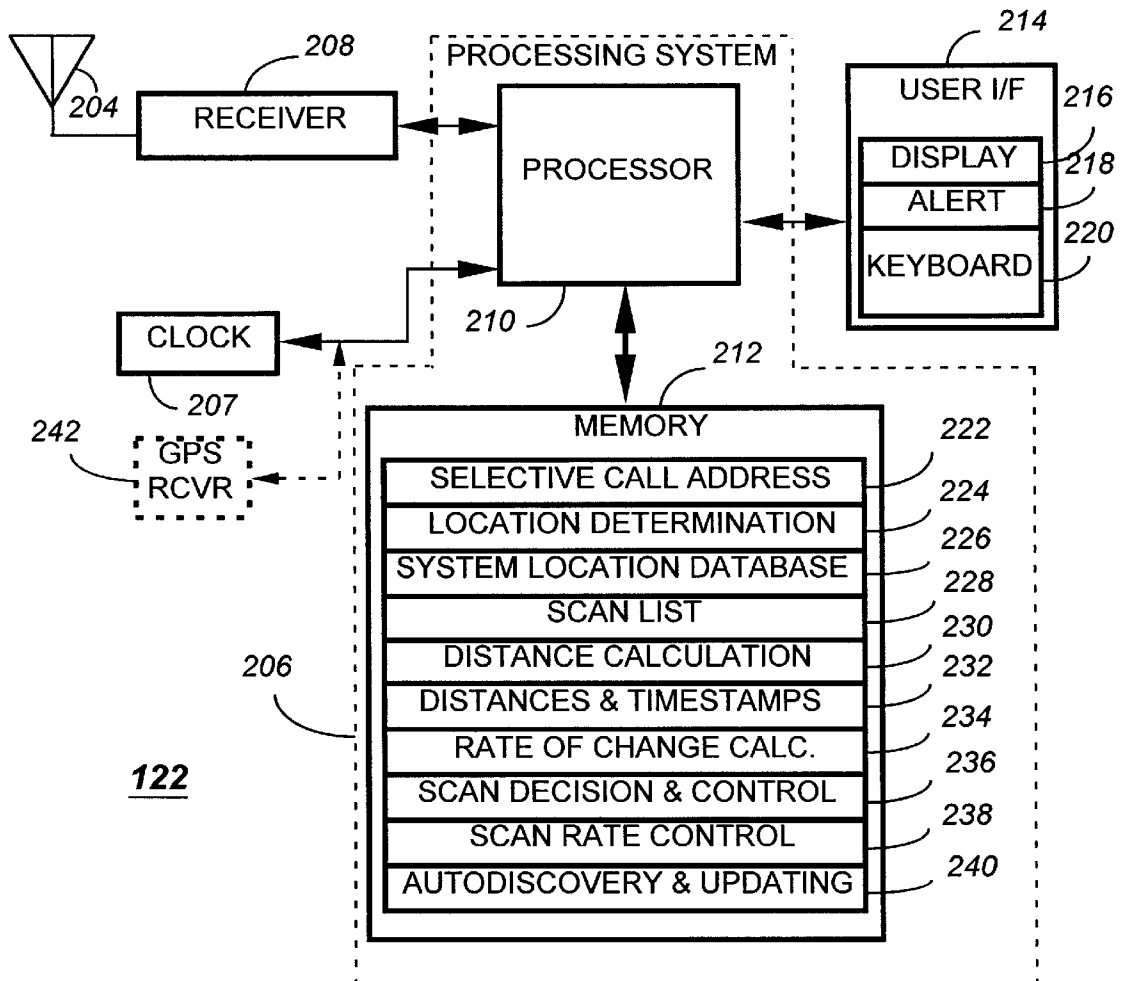 204
208
RECEIVER
PROCESSING SYSTEM
PROCESSOR
210
214
USER I/F
216
DISPLAY
218
ALERT
220
KEYBOARD
CLOCK
207
242
GPS
RCVR
212
MEMORY
222
SELECTIVE CALL ADDRESS
224
LOCATION DETERMINATION
226
SYSTEM LOCATION DATABASE
228
SCAN LIST
230
DISTANCE CALCULATION
232
DISTANCES & TIMESTAMPS
234
RATE OF CHANGE CALC.
236
SCAN DECISION & CONTROL
238
SCAN RATE CONTROL
240
AUTODISCOVERY & UPDATING
206
122